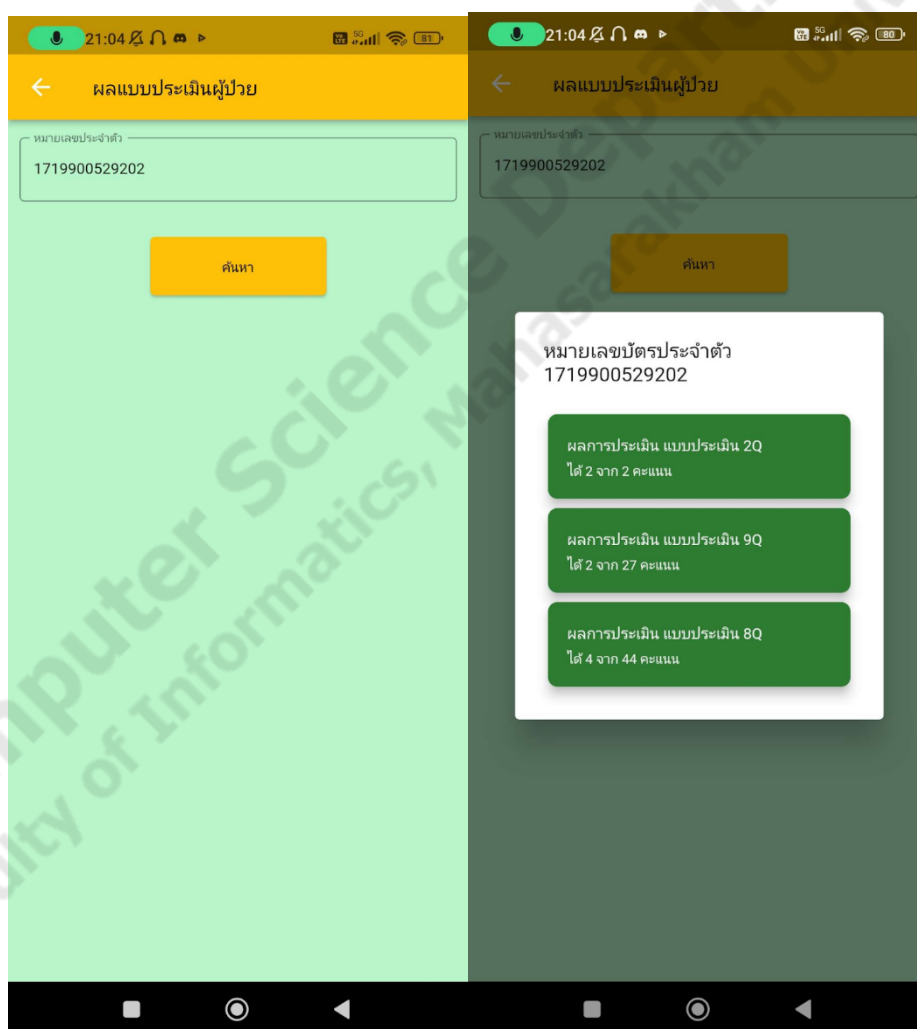 21:04
5G
81
ผลแบบประเมินผู้ป่วย
หมายเลขประจำตัว
1719900529202
ค้นหา
21:04
5G
80
ผลแบบประเมินผู้ป่วย
หมายเลขประจำตัว
1719900529202
ค้นหา
หมายเลขบัตรประจำตัว
1719900529202
ผลการประเมิน แบบประเมิน 2Q
ได้ 2 จาก 2 คะแนน
ผลการประเมิน แบบประเมิน 9Q
ได้ 2 จาก 27 คะแนน
ผลการประเมิน แบบประเมิน 8Q
ได้ 4 จาก 44 คะแนน
Science
Informatics, Mahasarakham